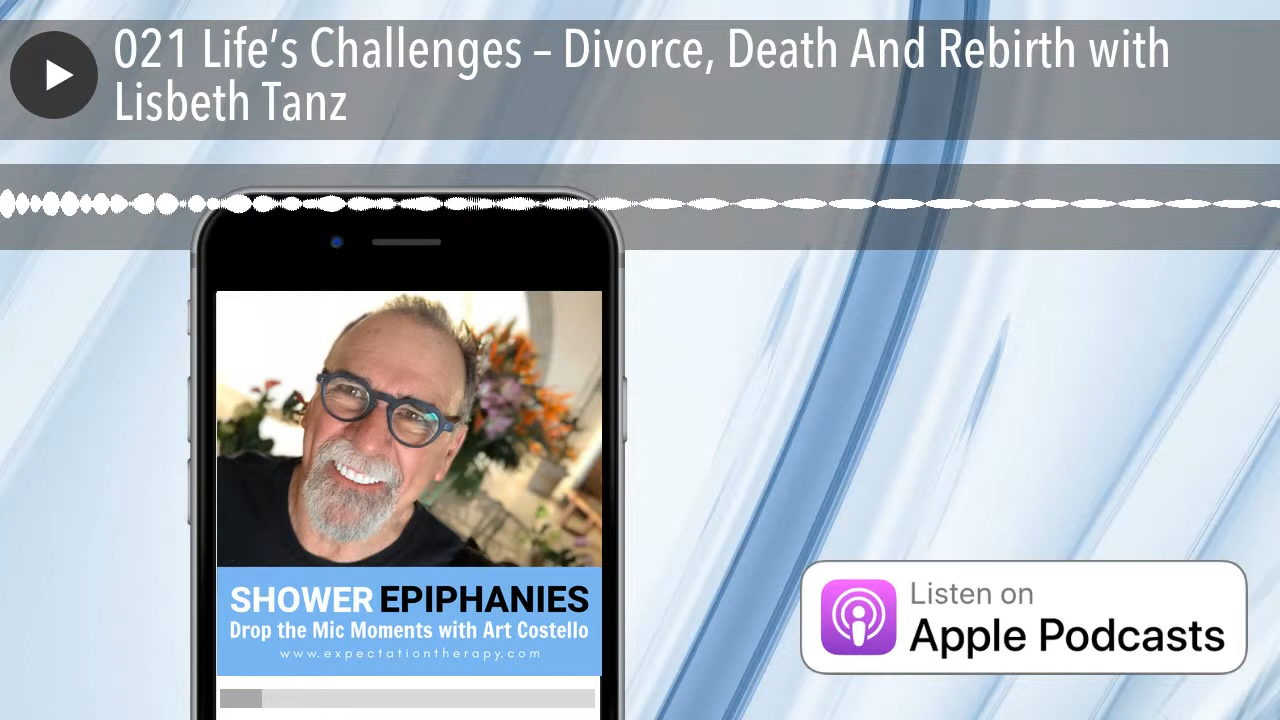 021 Life’s Challenges – Divorce, Death And Rebirth with
Lisbeth Tanz
SHOWER EPIPHANIES
Drop the Mic Moments with Art Costello
www.expectationtherapy.com
Listen on
Apple Podcasts